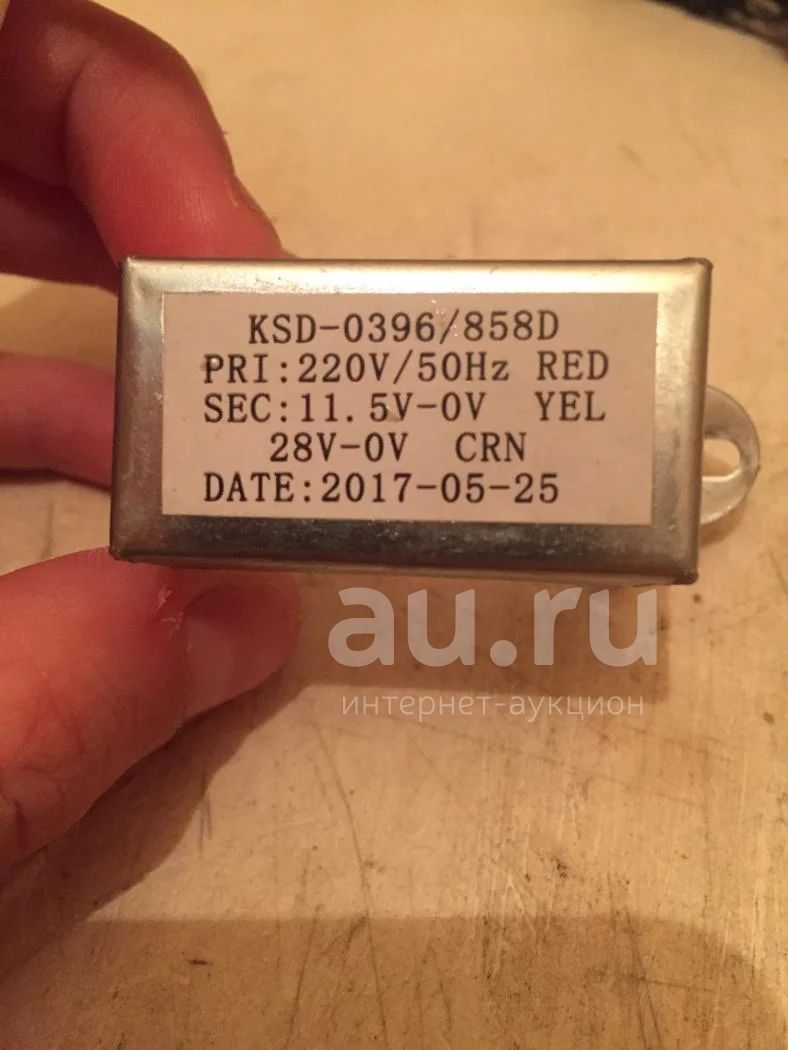 KSD-0396/858D
PRI:220V/50Hz RED
SEC:11.5V-0V YEL
28V-0V CRN
DATE:2017-05-25
au.ru
интернет-аукцион